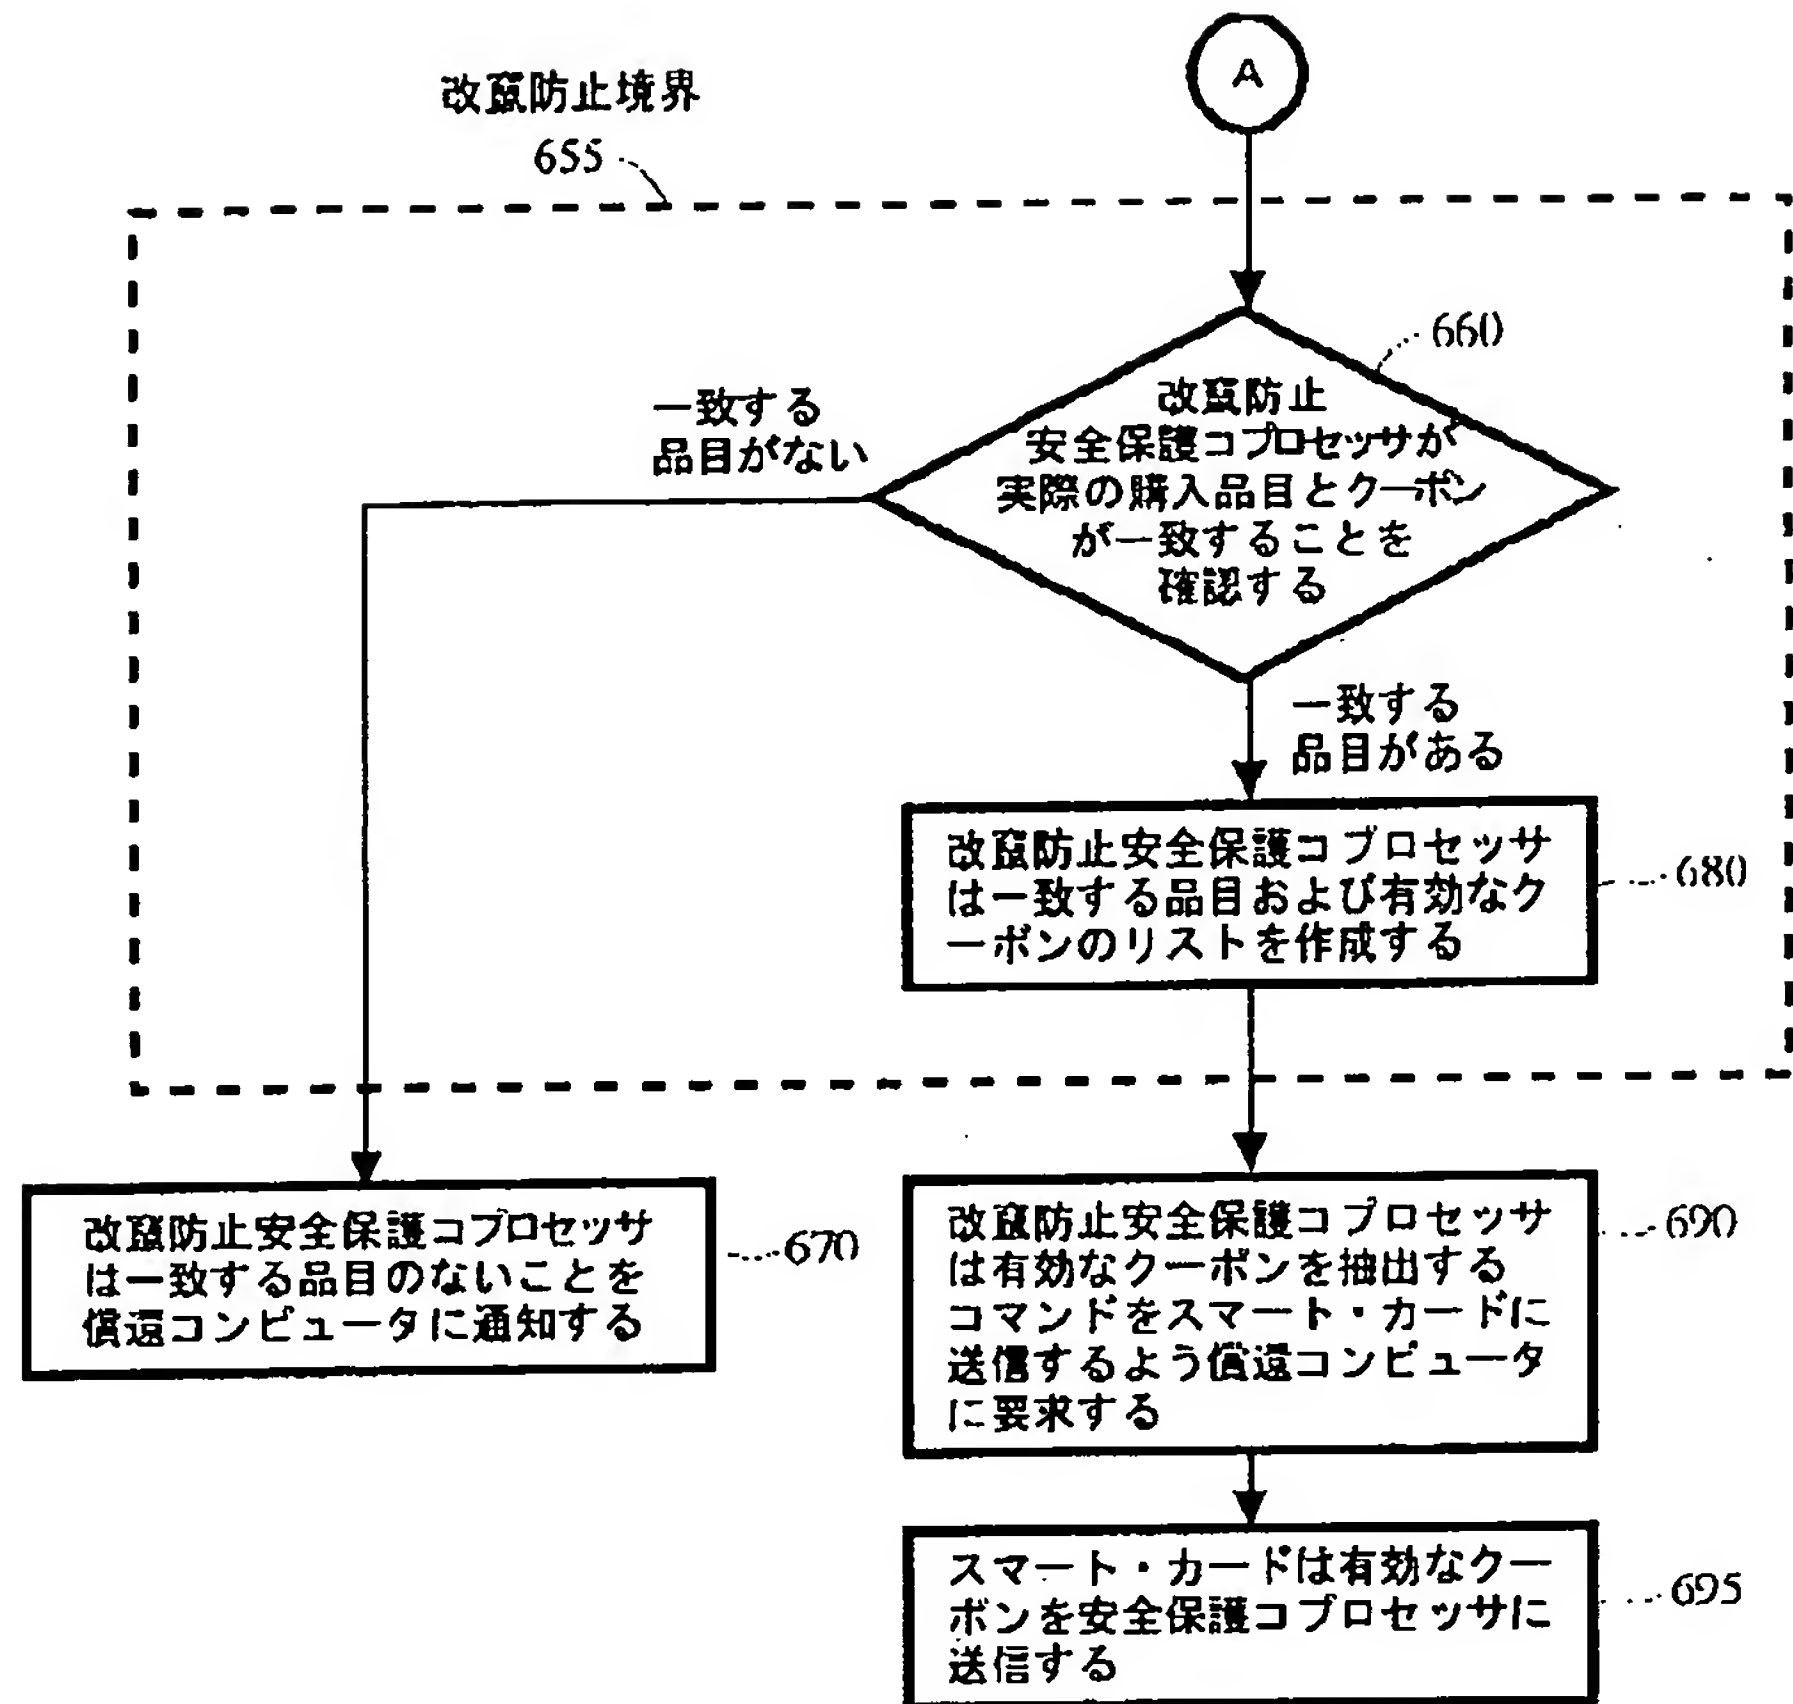 A
改竄防止境界
655
660
改竄防止
安全保護コプロセッサが
実際の購入品目とクーポン
が一致することを
確認する
一致する
品目がない
一致する
品目がある
改竄防止安全保護コプロセッサ
は一致する品目および有効なク
ーポンのリストを作成する
680
改竄防止安全保護コプロセッサ
は一致する品目のないことを
償還コンピュータに通知する
670
改竄防止安全保護コプロセッサ
は有効なクーポンを抽出する
コマンドをスマート・カードに
送信するよう償還コンピュータ
に要求する
690
スマート・カードは有効なクー
ポンを安全保護コプロセッサに
送信する
695